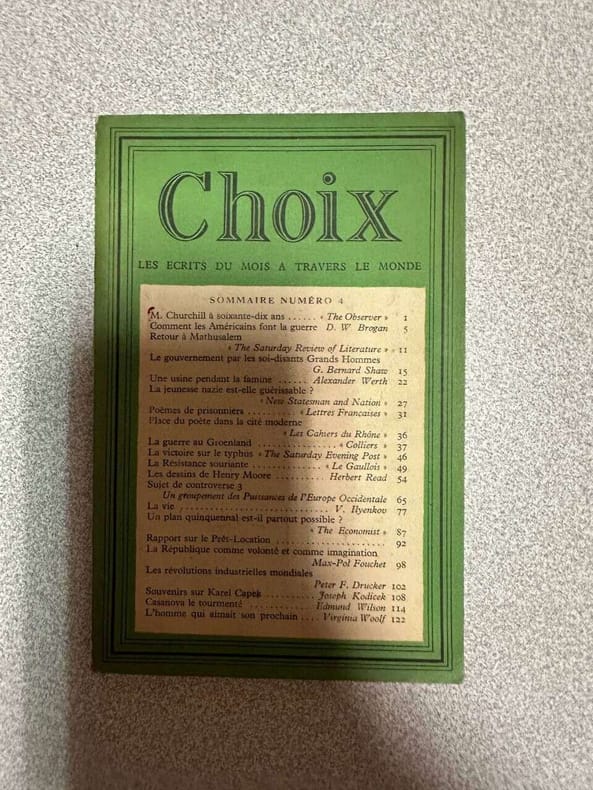 Choix
LES ECRITS DU MOIS A TRAVERS LE MONDE
SOMMAIRE NUMÉRO 4
M. Churchill à soixante-dix ans ...... « The Observer » 1
Comment les Américains font la guerre D. W. Brogan 5
Retour à Mathusalem
« The Saturday Review of Literature » 11
Le gouvernement par les soi-disants Grands Hommes
G. Bernard Shaw 15
Une usine pendant la famine ...... Alexander Werth 22
La jeunesse nazie est-elle guérissable ?
« New Statesman and Nation » 27
Poèmes de prisonniers ......... « Lettres Françaises » 31
Place du poète dans la cité moderne
« Les Cahiers du Rhône » 36
La guerre au Groenland ............... « Colliers » 37
La victoire sur le typhus « The Saturday Evening Post » 46
La Résistance souriante ............. « Le Gaullois » 49
Les dessins de Henry Moore ........... Herbert Read 54
Sujet de controverse 3
Un groupement des Puissances de l'Europe Occidentale 65
La vie ................................ V. Ilyenkov 77
Un plan quinquennal est-il partout possible ?
« The Economist » 87
Rapport sur le Prêt-Location ..................... 92
La République comme volonté et comme imagination
Max-Pol Fouchet 98
Les révolutions industrielles mondiales
Peter F. Drucker 102
Souvenirs sur Karel Capek .......... Joseph Kodicek 108
Casanova le tourmenté ............ Edmund Wilson 114
L'homme qui aimait son prochain .... Virginia Woolf 122